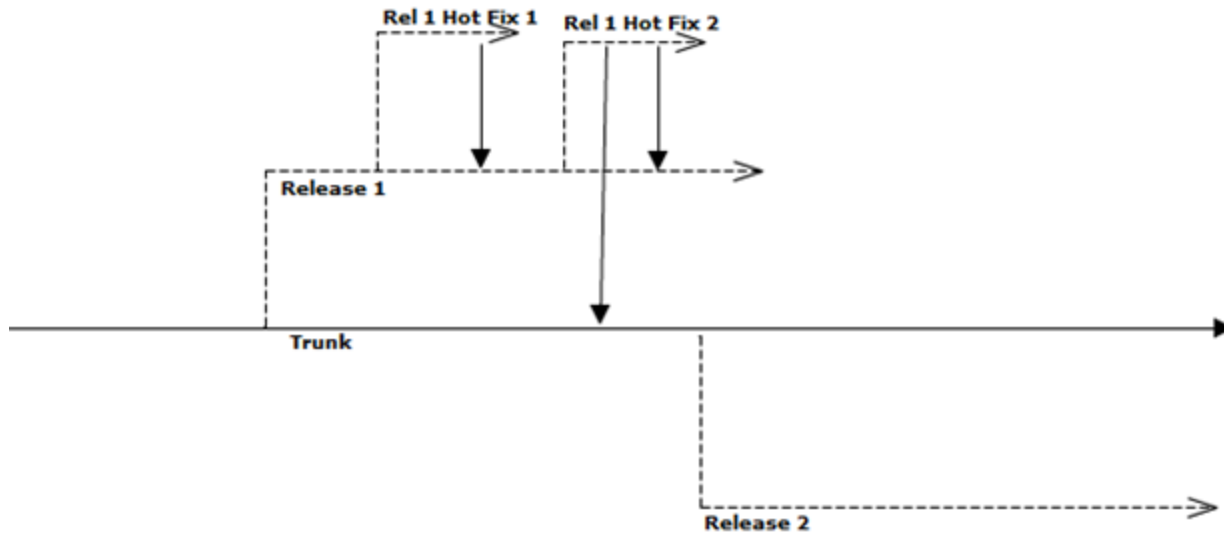 Rel 1 Hot Fix 1
Rel 1 Hot Fix 2
Release 1
Trunk
Release 2